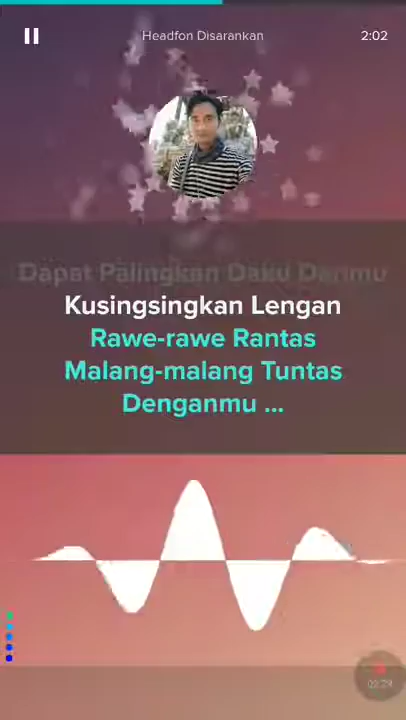 Headfon Disarankan
2:02
Dapat Palingkan Daku Darimu
Kusingsingkan Lengan
Rawe-rawe Rantas
Malang-malang Tuntas
Denganmu ...